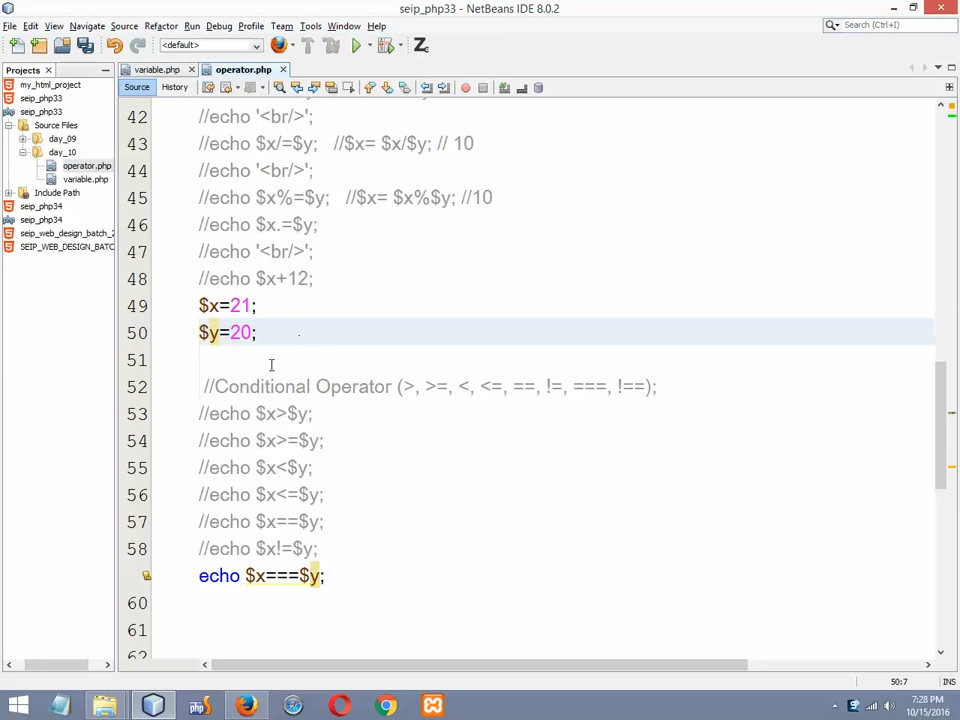 seip_php33 - NetBeans IDE 8.0.2
File Edit View Navigate Source Refactor Run Debug Profile Team Tools Window Help
Search (Ctrl+I)
<default>
Projects
variable.php
operator.php
Source History
my_html_project
seip_php33
seip_php33
Source Files
day_09
day_10
operator.php
variable.php
Include Path
seip_php34
seip_php34
seip_web_design_batch_2
SEIP_WEB_DESIGN_BATC
42 //echo '<br/>';
43 //echo $x/=$y; //$x= $x/$y; // 10
44 //echo '<br/>';
45 //echo $x%=$y; //$x= $x%$y; //10
46 //echo $x.=$y;
47 //echo '<br/>';
48 //echo $x+12;
49 $x=21;
50 $y=20;
51
52 //Conditional Operator (>, >=, <, <=, ==, !=, ===, !==);
53 //echo $x>$y;
54 //echo $x>=$y;
55 //echo $x<$y;
56 //echo $x<=$y;
57 //echo $x==$y;
58 //echo $x!=$y;
echo $x===$y;
60
61
62
50:7
INS
php
7:28 PM
10/15/2016